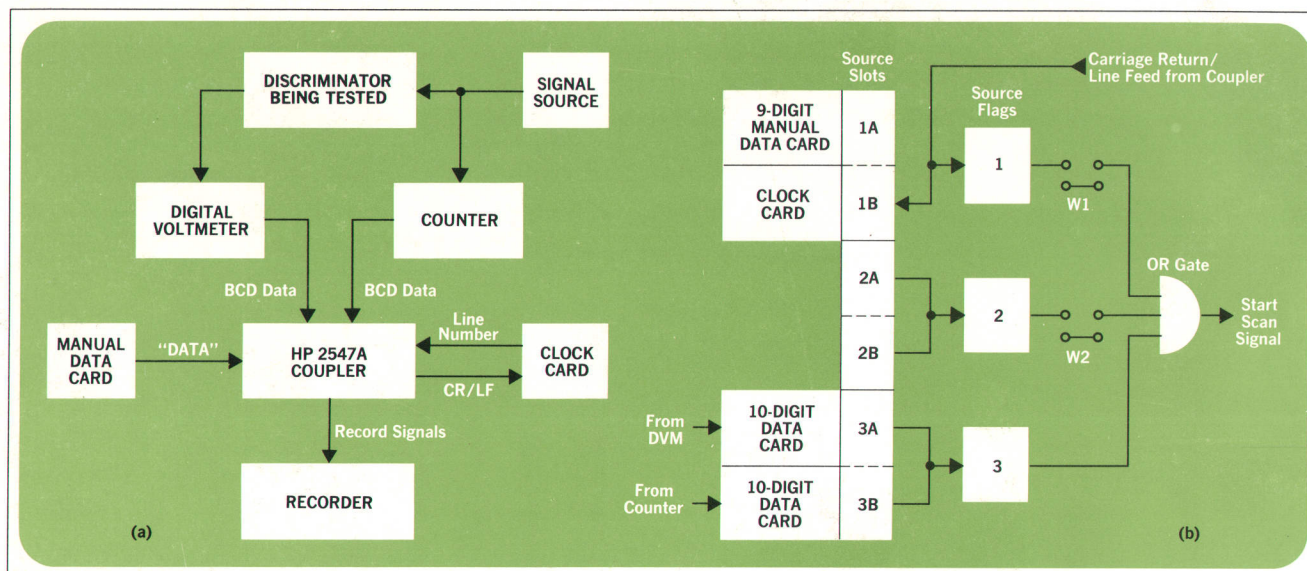 DISCRIMINATOR
BEING TESTED
SIGNAL
SOURCE
DIGITAL
VOLTMETER
COUNTER
BCD Data
BCD Data
Line
Number
MANUAL
DATA
CARD
"DATA"
HP 2547A
COUPLER
CLOCK
CARD
CR/LF
Record Signals
RECORDER
(a)
Source
Slots
Carriage Return/
Line Feed from Coupler
Source
Flags
9-DIGIT
MANUAL
DATA CARD
1A
1
W1
CLOCK
CARD
1B
OR Gate
2A
2
W2
Start
Scan
Signal
2B
From
DVM
10-DIGIT
DATA
CARD
3A
3
From
Counter
10-DIGIT
DATA
CARD
3B
(b)